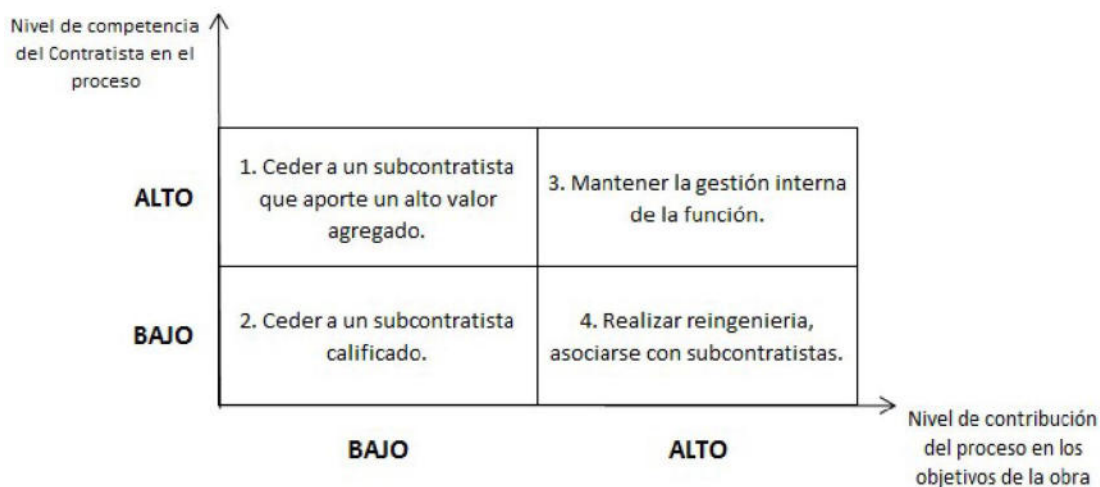 Nivel de competencia
del Contratista en el
proceso
ALTO
1. Ceder a un subcontratista
que aporte un alto valor
agregado.
3. Mantener la gestión interna
de la función.
BAJO
2. Ceder a un subcontratista
calificado.
4. Realizar reingenieria,
asociarse con subcontratistas.
BAJO
ALTO
Nivel de contribución
del proceso en los
objetivos de la obra